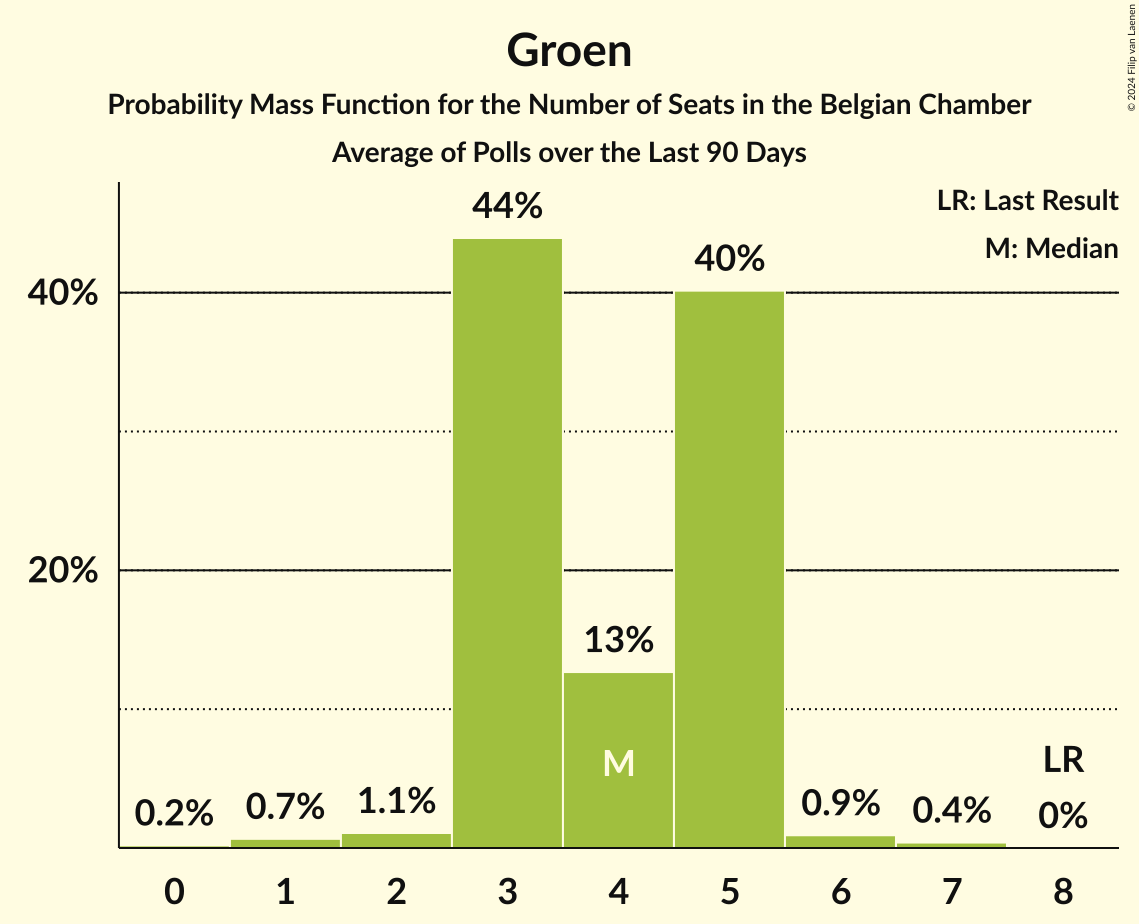 Groen
Probability Mass Function for the Number of Seats in the Belgian Chamber
Average of Polls over the Last 90 Days
© 2024 Filip van Laenen
LR: Last Result
M: Median
44%
40%
40%
20%
13%
M
LR
0.2%
0.7%
1.1%
0.9%
0.4%
0%
0 1 2 3 4 5 6 7 8